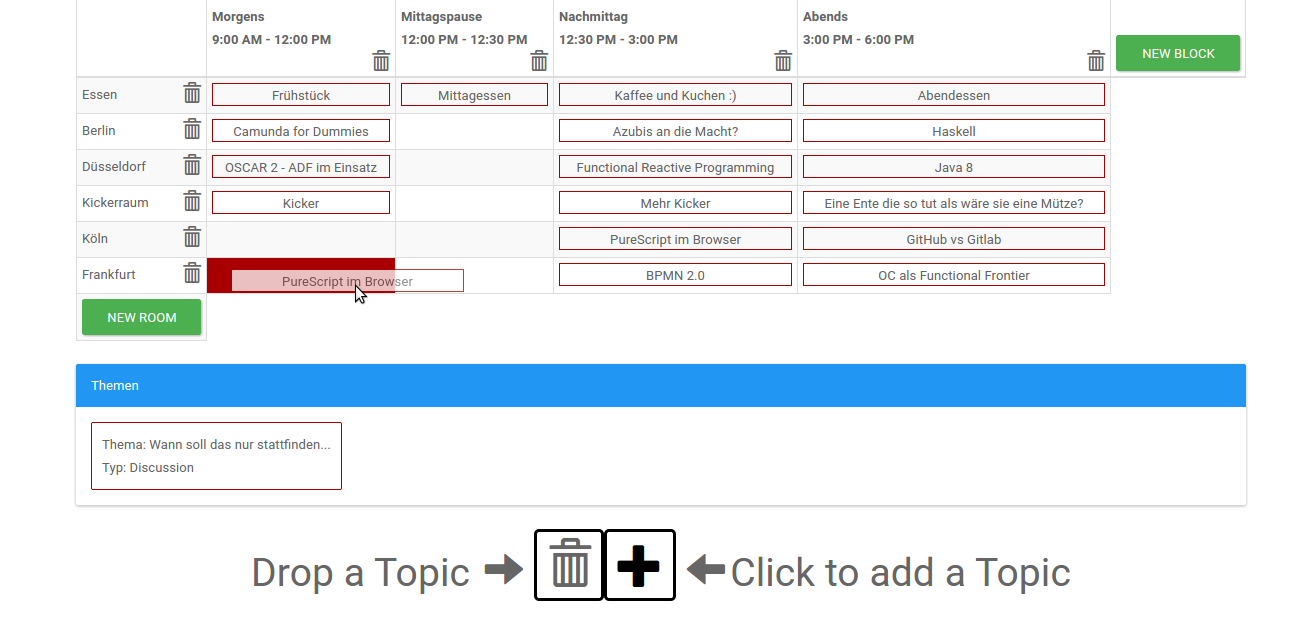 Morgens Mittagspause Nachmittag Abends
9:00 AM - 12:00 PM 12:00 PM - 12:30 PM 12:30 PM - 3:00 PM 3:00 PM - 6:00 PM
NEW BLOCK
Essen Frühstück Mittagessen Kaffee und Kuchen :) Abendessen
Berlin Camunda for Dummies Azubis an die Macht? Haskell
Düsseldorf OSCAR 2 - ADF im Einsatz Functional Reactive Programming Java 8
Kickerraum Kicker Mehr Kicker Eine Ente die so tut als wäre sie eine Mütze?
Köln PureScript im Browser GitHub vs Gitlab
Frankfurt PureScript im Browser BPMN 2.0 OC als Functional Frontier
NEW ROOM
Themen
Thema: Wann soll das nur stattfinden...
Typ: Discussion
Drop a Topic Click to add a Topic